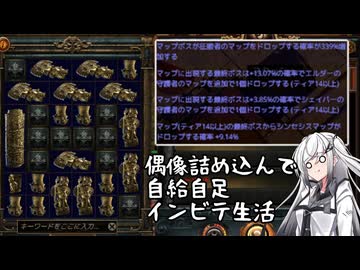 マップボスが征服者のマップをドロップする確率が339%増
加する
マップに出現する最終ボスは+13.07%の確率でエルダーの
守護者のマップを追加で1個ドロップする(ティア14以上)
マップに出現する最終ボスは+3.85%の確率でシェイパーの
守護者のマップを追加で1個ドロップする(ティア14以上)
マップ(ティア14以上)の最終ボスからシンセシスマップが
ドロップする確率 +9.14%
偶像詰め込んで
自給自足
インビテ生活
キーワードをここに入力...